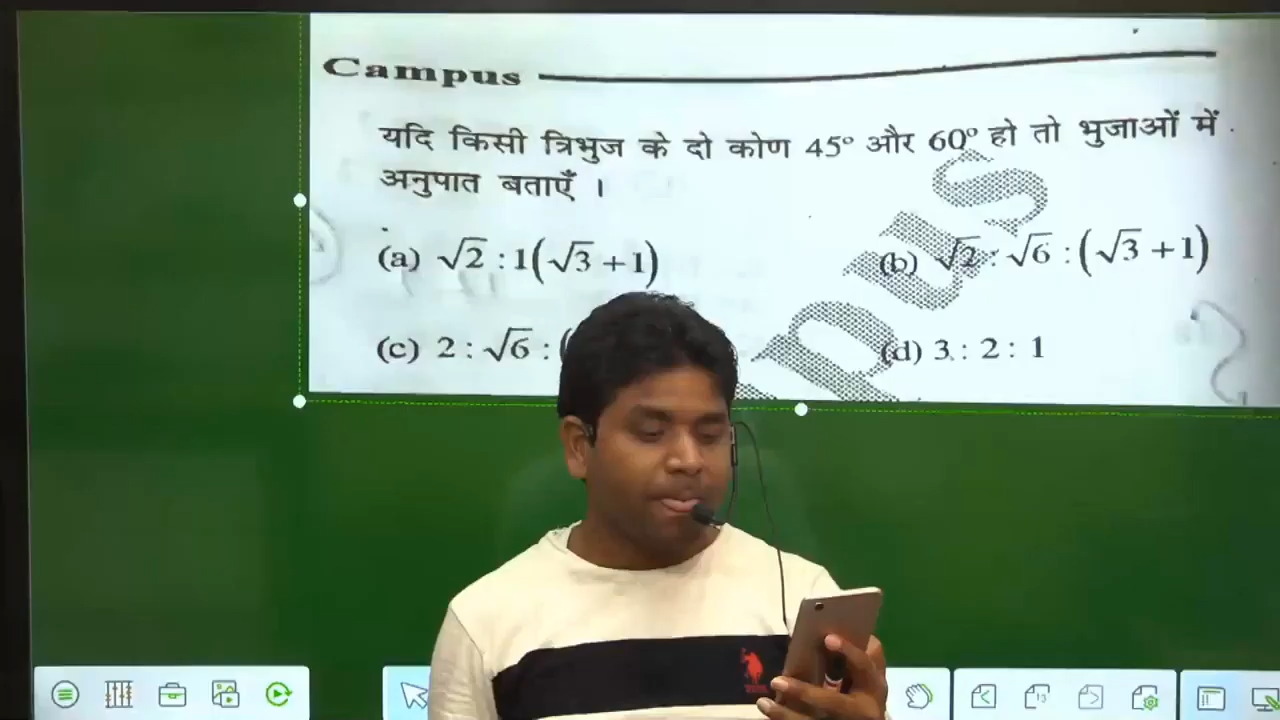 Campus
यदि किसी त्रिभुज के दो कोण 45° और 60° हो तो भुजाओं में
अनुपात बताएँ ।
(a) √2 : 1(√3 + 1)
(b) √2 : √6 : (√3 + 1)
(c) 2 : √6 : (
(d) 3 : 2 : 1